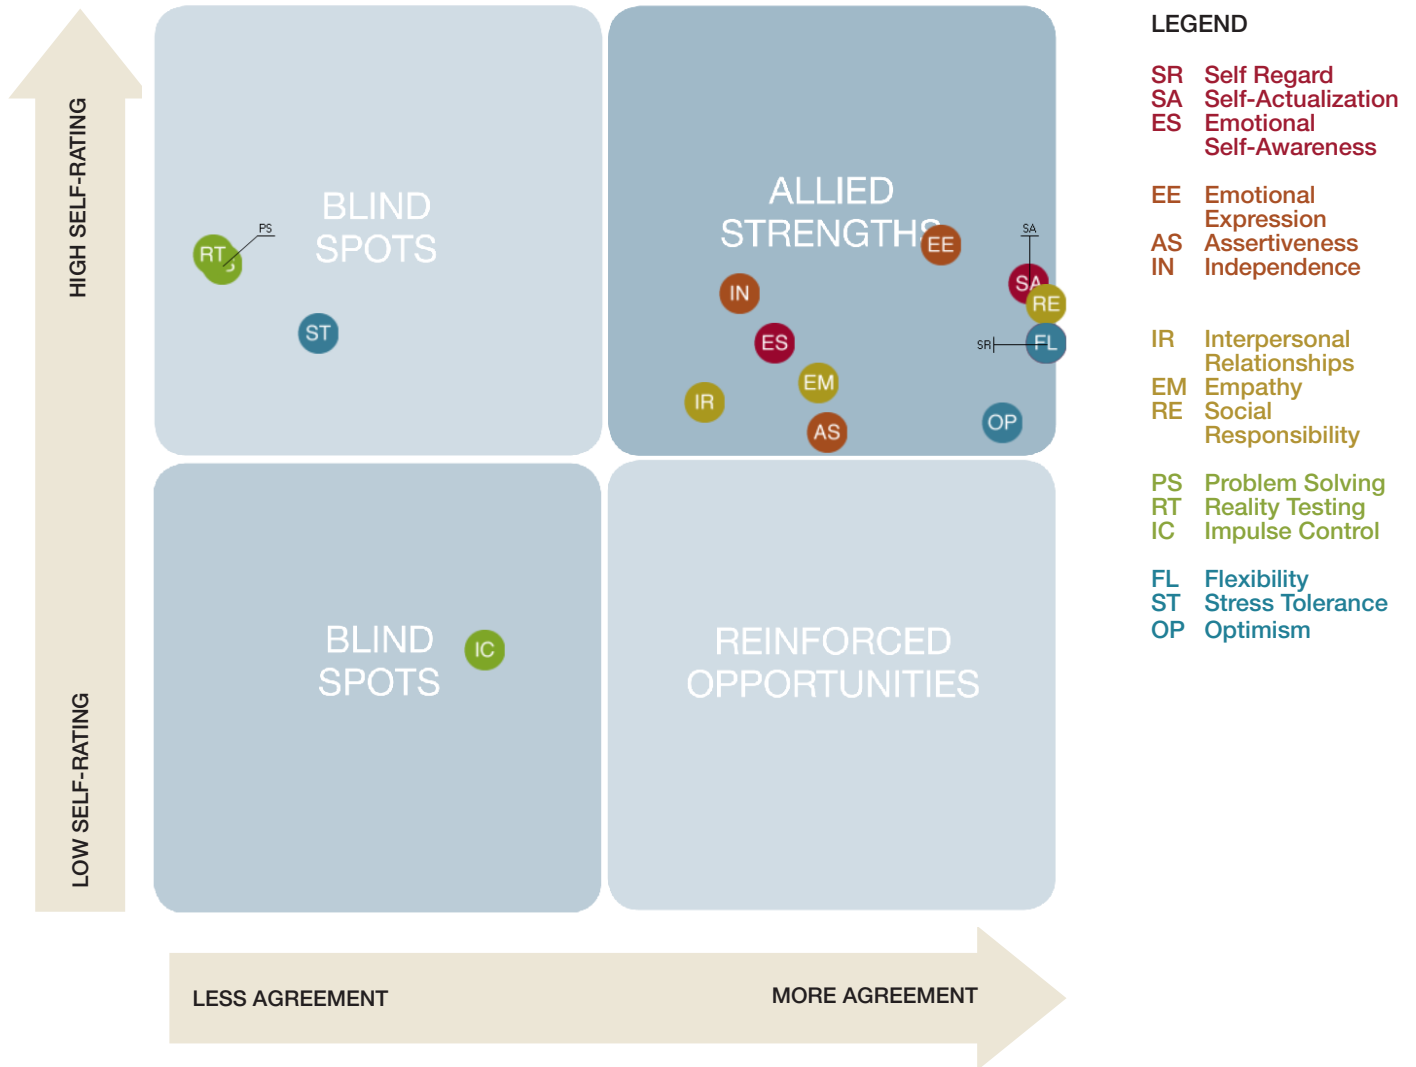 HIGH SELF-RATING
LOW SELF-RATING
BLIND
SPOTS
ALLIED
STRENGTHS
PS
RT
ST
EE
SA
SA
RE
SR
FL
IN
ES
EM
IR
AS
OP
BLIND
SPOTS
IC
REINFORCED
OPPORTUNITIES
LESS AGREEMENT
MORE AGREEMENT
LEGEND
SR Self Regard
SA Self-Actualization
ES Emotional
Self-Awareness
EE Emotional
Expression
AS Assertiveness
IN Independence
IR Interpersonal
Relationships
EM Empathy
RE Social
Responsibility
PS Problem Solving
RT Reality Testing
IC Impulse Control
FL Flexibility
ST Stress Tolerance
OP Optimism